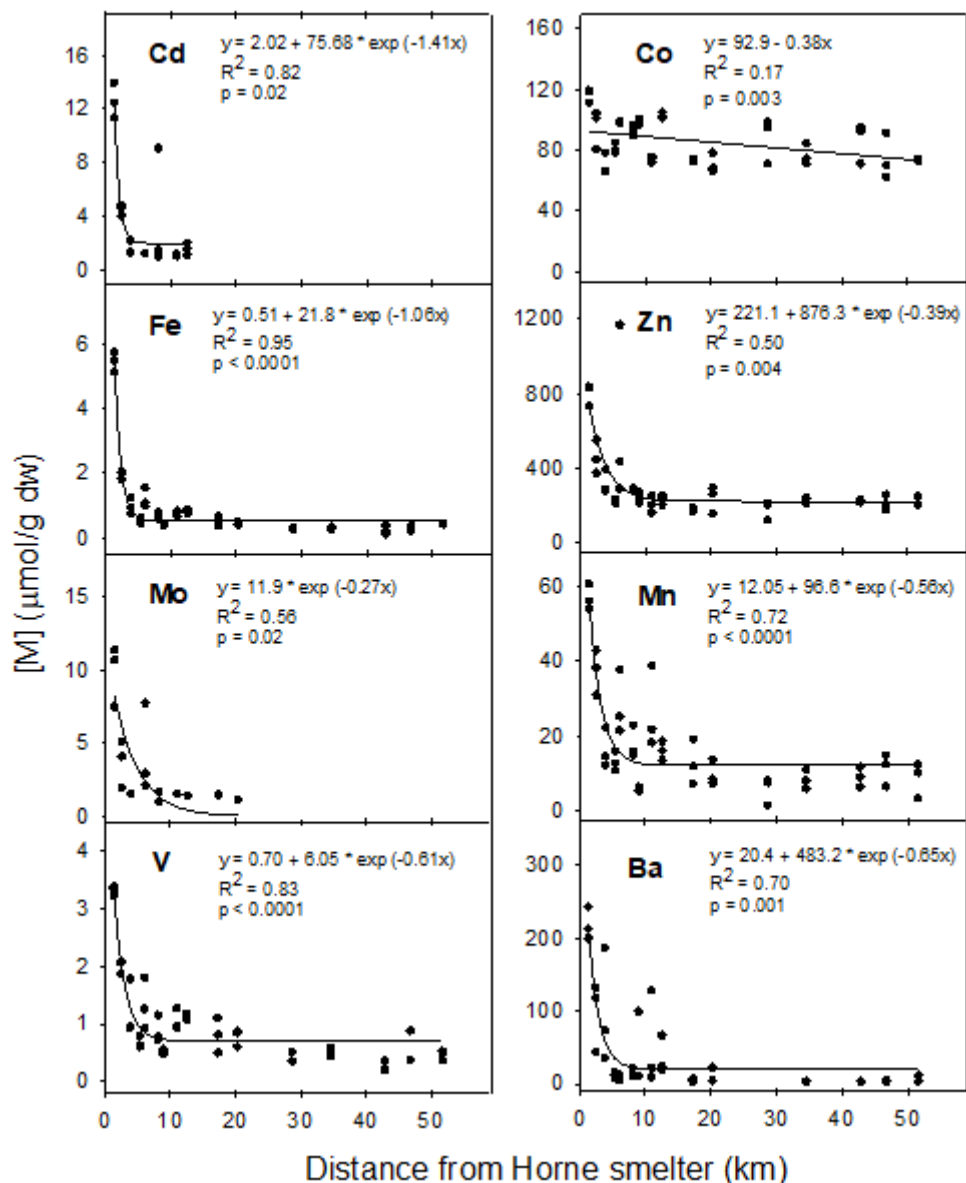 [M] (µmol/g dw)
Cd
y = 2.02 + 75.68 * exp (-1.41x)
R² = 0.82
p = 0.02
16
12
8
4
0
Co
y = 92.9 - 0.38x
R² = 0.17
p = 0.003
160
120
80
40
0
Fe
y = 0.51 + 21.8 * exp (-1.06x)
R² = 0.95
p < 0.0001
6
4
2
0
Zn
y = 221.1 + 876.3 * exp (-0.39x)
R² = 0.50
p = 0.004
1200
800
400
0
Mo
y = 11.9 * exp (-0.27x)
R² = 0.56
p = 0.02
15
10
5
0
Mn
y = 12.05 + 96.6 * exp (-0.56x)
R² = 0.72
p < 0.0001
60
40
20
0
V
y = 0.70 + 6.05 * exp (-0.61x)
R² = 0.83
p < 0.0001
4
3
2
1
0
0 10 20 30 40 50
Ba
y = 20.4 + 483.2 * exp (-0.65x)
R² = 0.70
p = 0.001
300
200
100
0
0 10 20 30 40 50
Distance from Horne smelter (km)